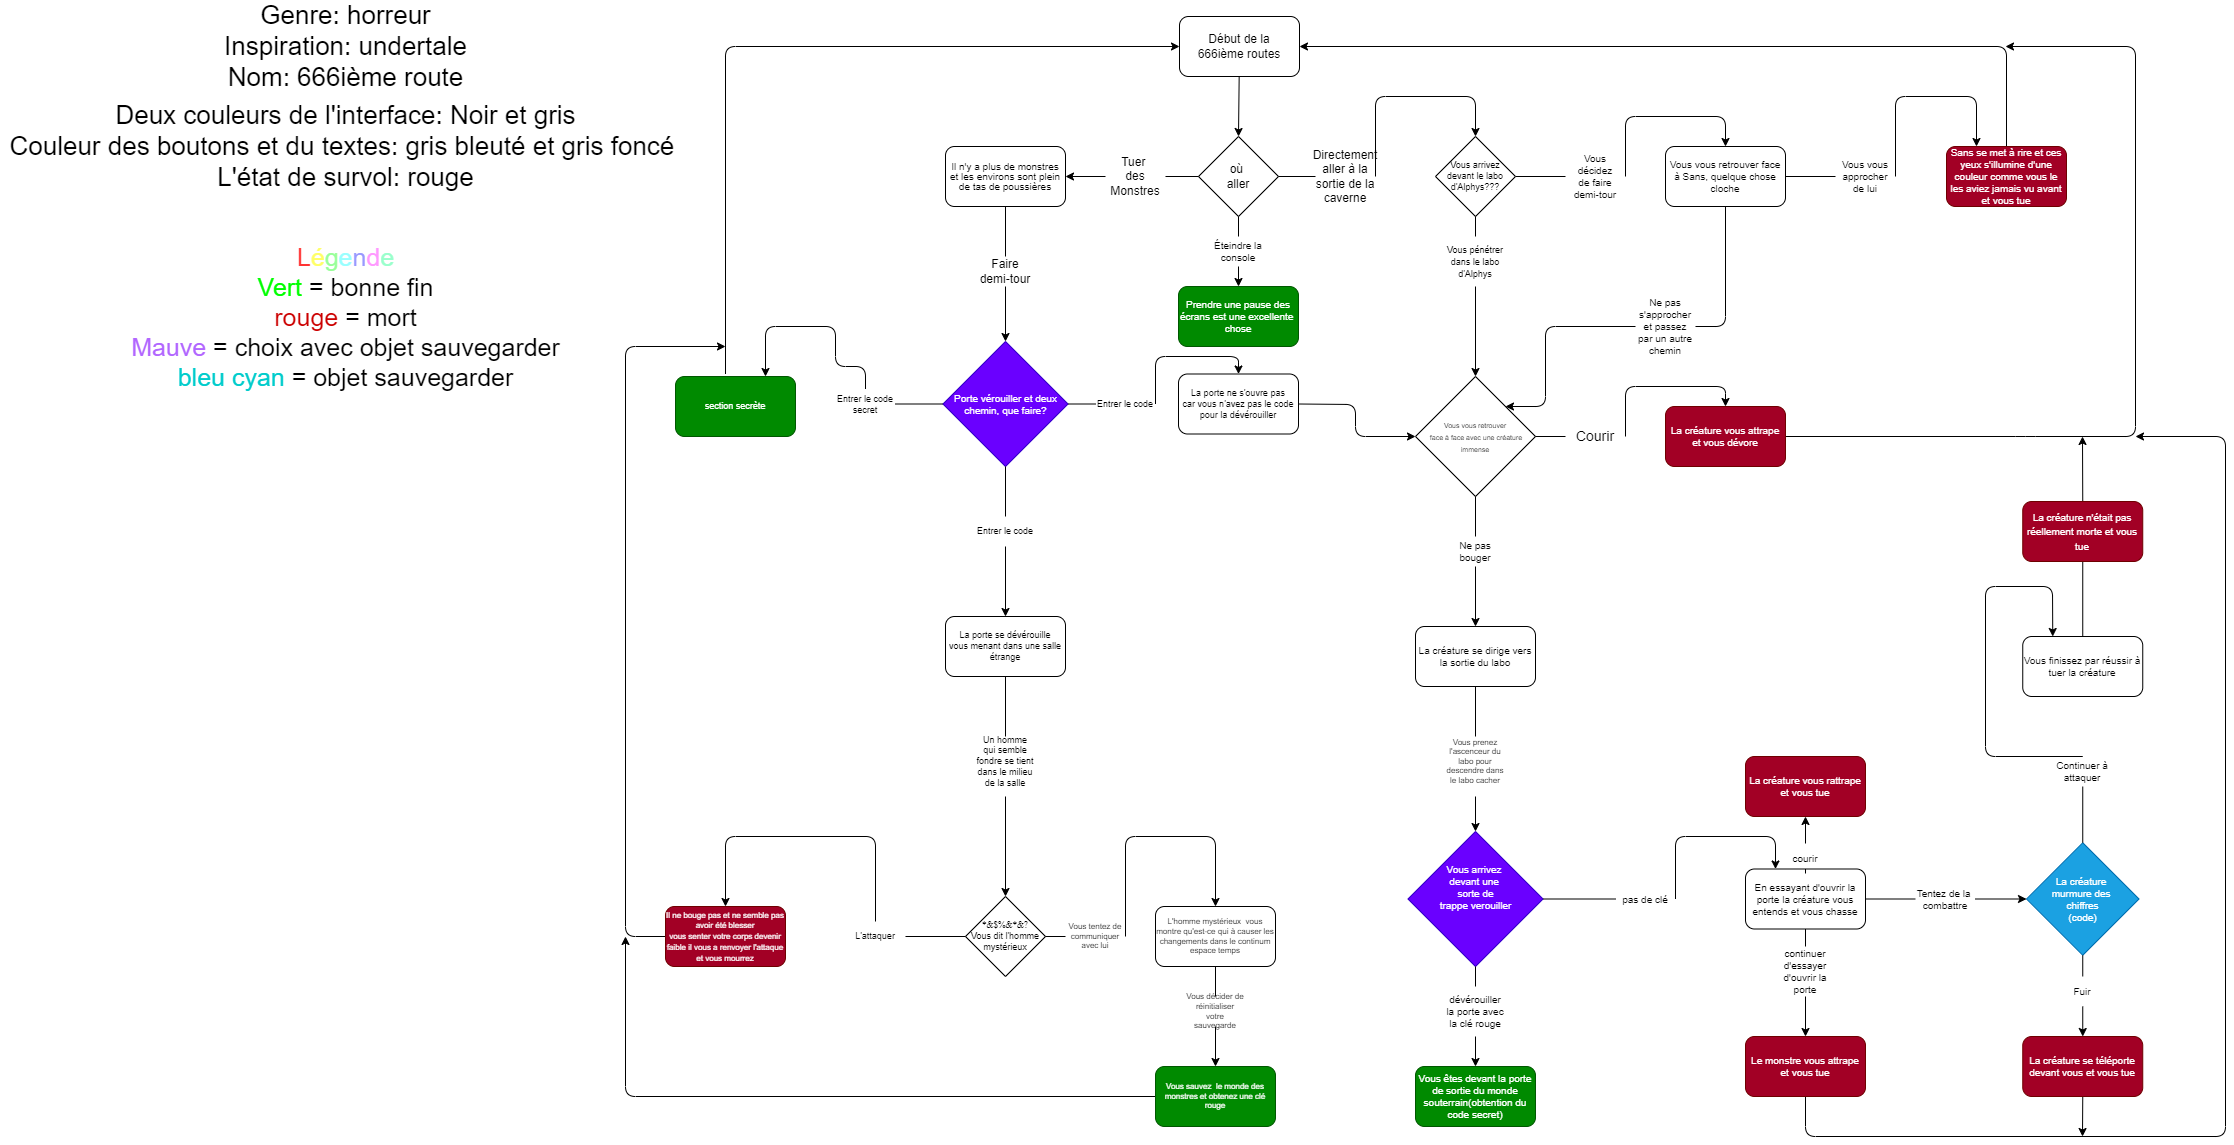 Genre: horreur
Inspiration: undertale
Nom: 666ième route
Deux couleurs de l'interface: Noir et gris
Couleur des boutons et du textes: gris bleuté et gris foncé
L'état de survol: rouge
Légende
Vert = bonne fin
rouge = mort
Mauve = choix avec objet sauvegarder
bleu cyan = objet sauvegarder
Début de la
666ième routes
où
aller
Tuer
des
Monstres
Il n'y a plus de monstres
et les environs sont plein
de tas de poussières
Directement
aller à la
sortie de la
caverne
Vous arrivez
devant le labo
d'Alphys???
Vous
décidez
de faire
demi-tour
Vous vous retrouver face
à Sans, quelque chose
cloche
Vous vous
approcher
de lui
Sans se met à rire et ces
yeux s'illumine d'une
couleur comme vous le
les aviez jamais vu avant
et vous tue
Éteindre la
console
Prendre une pause des
écrans est une excellente
chose
Faire
demi-tour
Vous pénétrer
dans le labo
d'Alphys
Ne pas
s'approcher
et passez
par un autre
chemin
section secrète
Entrer le code
secret
Porte vérouiller et deux
chemin, que faire?
Entrer le code
La porte ne s'ouvre pas
car vous n'avez pas le code
pour la dévérouiller
Vous vous retrouver
face à face avec une créature
immense
Courir
La créature vous attrape
et vous dévore
La créature n'était pas
réellement morte et vous
tue
Entrer le code
Ne pas
bouger
La porte se dévérouille
vous menant dans une salle
étrange
La créature se dirige vers
la sortie du labo
Vous finissez par réussir à
tuer la créature
Un homme
qui semble
fondre se tient
dans le milieu
de la salle
Vous prenez
l'ascenceur du
labo pour
descendre dans
le labo cacher
Continuer à
attaquer
La créature vous rattrape
et vous tue
courir
Vous arrivez
devant une
sorte de
trappe verouiller
pas de clé
En essayant d'ouvrir la
porte la créature vous
entends et vous chasse
Tentez de la
combattre
La créature
murmure des
chiffres
(code)
Il ne bouge pas et ne semble pas
avoir été blesser
vous senter votre corps devenir
faible il vous a renvoyer l'attaque
et vous mourrez
L'attaquer
*&$%&*&?
Vous dit l'homme
mystérieux
Vous tentez de
communiquer
avec lui
L'homme mystérieux vous
montre qu'est-ce qui à causer les
changements dans le continum
espace temps
continuer
d'essayer
d'ouvrir la
porte
Fuir
Vous décider de
réinitialiser
votre
sauvegarde
dévérouiller
la porte avec
la clé rouge
Vous sauvez le monde des
monstres et obtenez une clé
rouge
Vous êtes devant la porte
de sortie du monde
souterrain(obtention du
code secret)
Le monstre vous attrape
et vous tue
La créature se téléporte
devant vous et vous tue